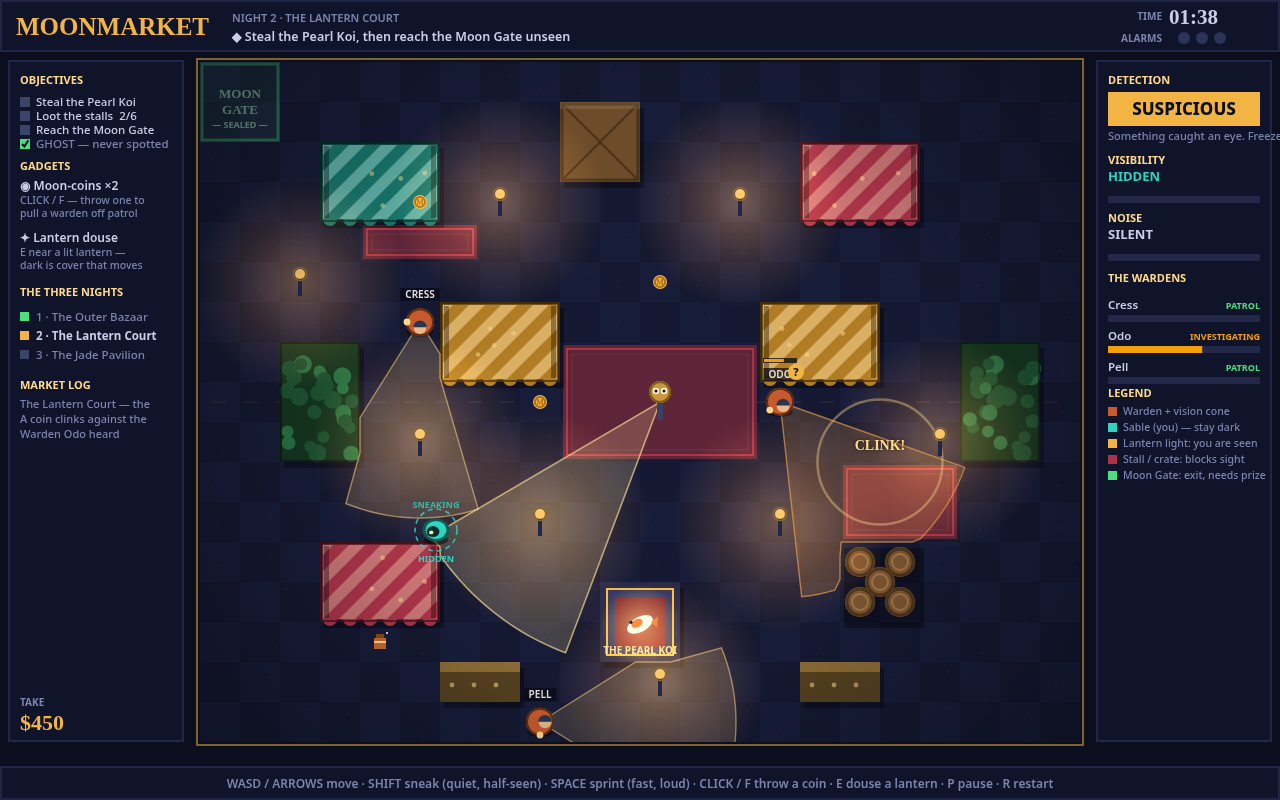 MOONMARKET
NIGHT 2 · THE LANTERN COURT
◆ Steal the Pearl Koi, then reach the Moon Gate unseen
TIME 01:38
ALARMS
OBJECTIVES
Steal the Pearl Koi
Loot the stalls 2/6
Reach the Moon Gate
GHOST — never spotted
GADGETS
◉ Moon-coins ×2
CLICK / F — throw one to
pull a warden off patrol
✦ Lantern douse
E near a lit lantern —
dark is cover that moves
THE THREE NIGHTS
1 · The Outer Bazaar
2 · The Lantern Court
3 · The Jade Pavilion
MARKET LOG
The Lantern Court — the
A coin clinks against the
Warden Odo heard
TAKE
$450
MOON
GATE
— SEALED —
CRESS
ODO
?
CLINK!
SNEAKING
HIDDEN
THE PEARL KOI
PELL
DETECTION
SUSPICIOUS
Something caught an eye. Freeze
VISIBILITY
HIDDEN
NOISE
SILENT
THE WARDENS
Cress PATROL
Odo INVESTIGATING
Pell PATROL
LEGEND
Warden + vision cone
Sable (you) — stay dark
Lantern light: you are seen
Stall / crate: blocks sight
Moon Gate: exit, needs prize
WASD / ARROWS move · SHIFT sneak (quiet, half-seen) · SPACE sprint (fast, loud) · CLICK / F throw a coin · E douse a lantern · P pause · R restart